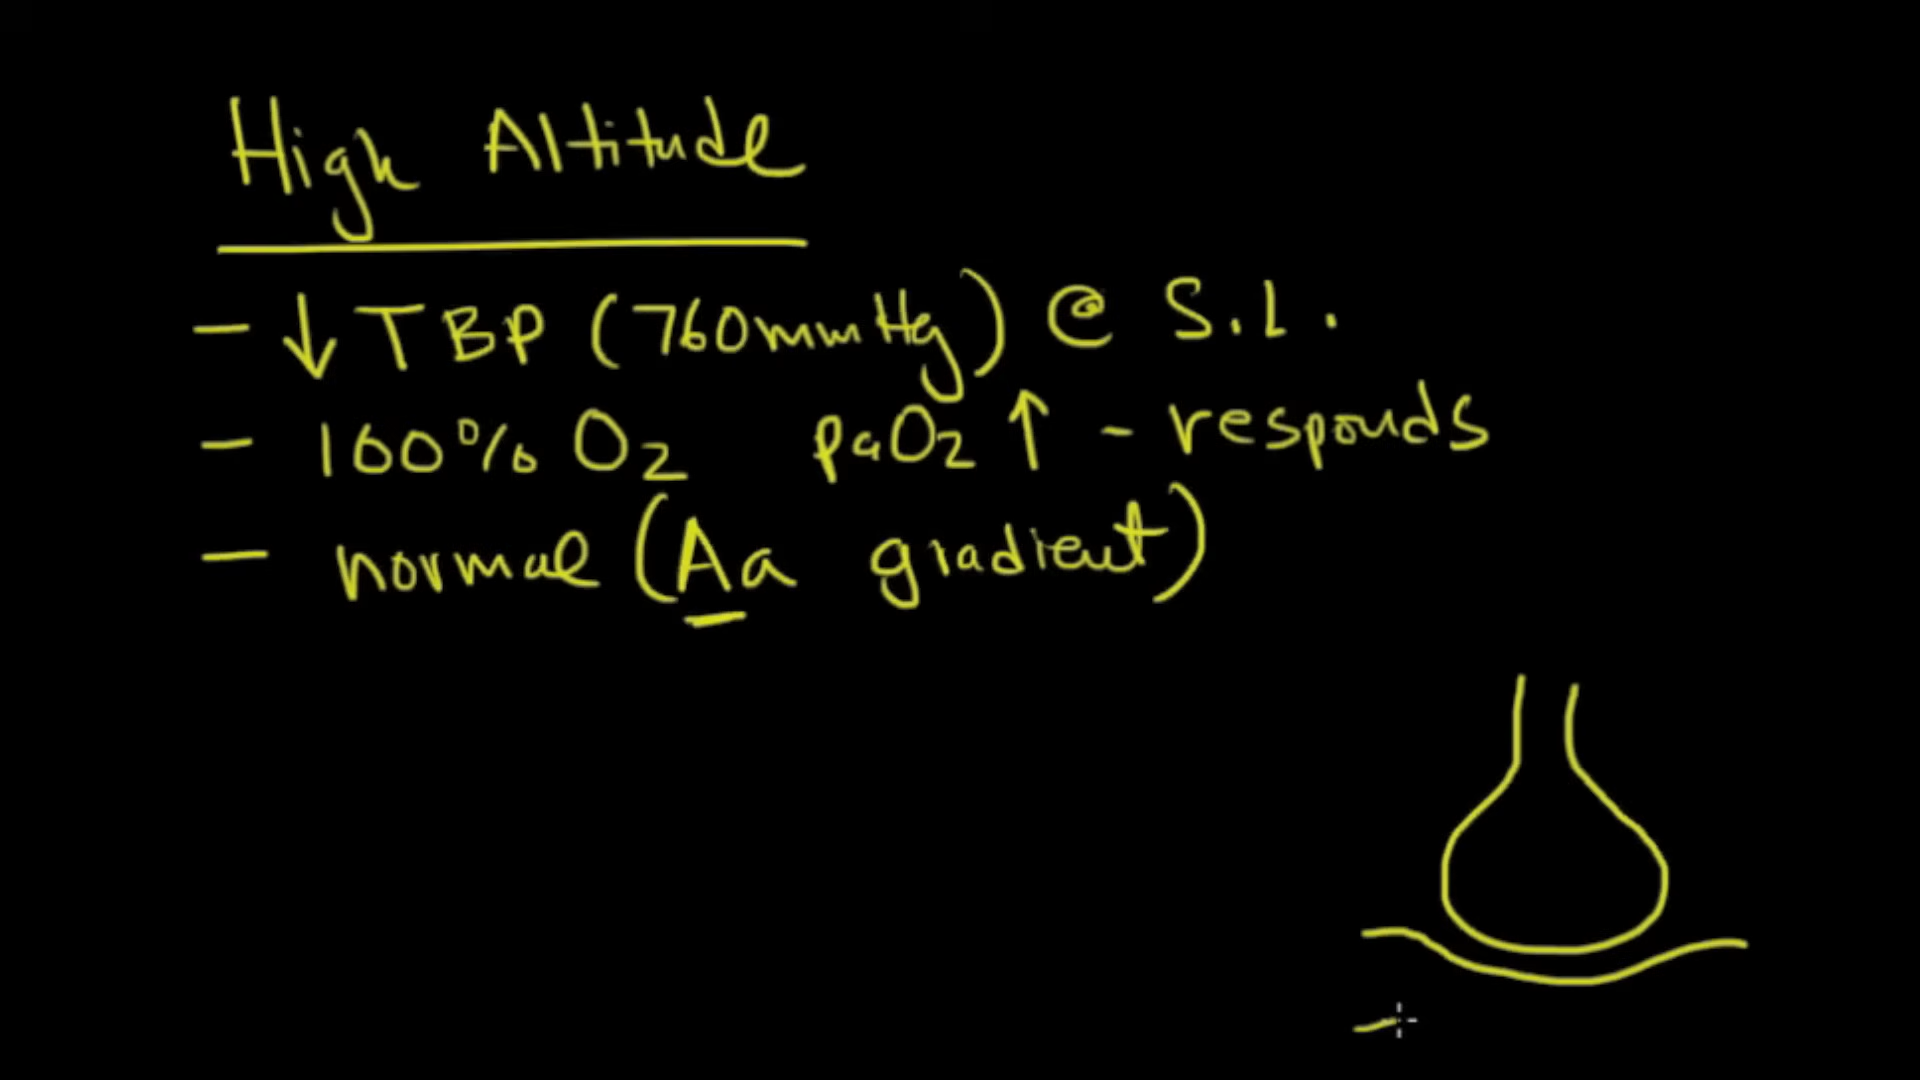 High Altitude
- ↓ TBP (760mmHg) @ S.L.
- 100% O2 PaO2 ↑ - responds
- normal (Aa gradient)